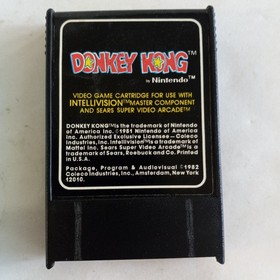 DONKEY KONG™
by Nintendo™
VIDEO GAME CARTRIDGE FOR USE WITH
INTELLIVISION™ MASTER COMPONENT
AND SEARS SUPER VIDEO ARCADE™
DONKEY KONG™ is the trademark of Nintendo
of America Inc. ©1981 Nintendo of America
Inc. Authorized Exclusive Licensee – Coleco
Industries, Inc. Intellivision is a trademark of
Mattel Inc. Sears Super Video Arcade™ is a
trademark of Sears, Roebuck and Co. Printed
in U.S.A.
Package, Program & Audiovisual ℗1982
Coleco Industries, Inc., Amsterdam, New York
12010.